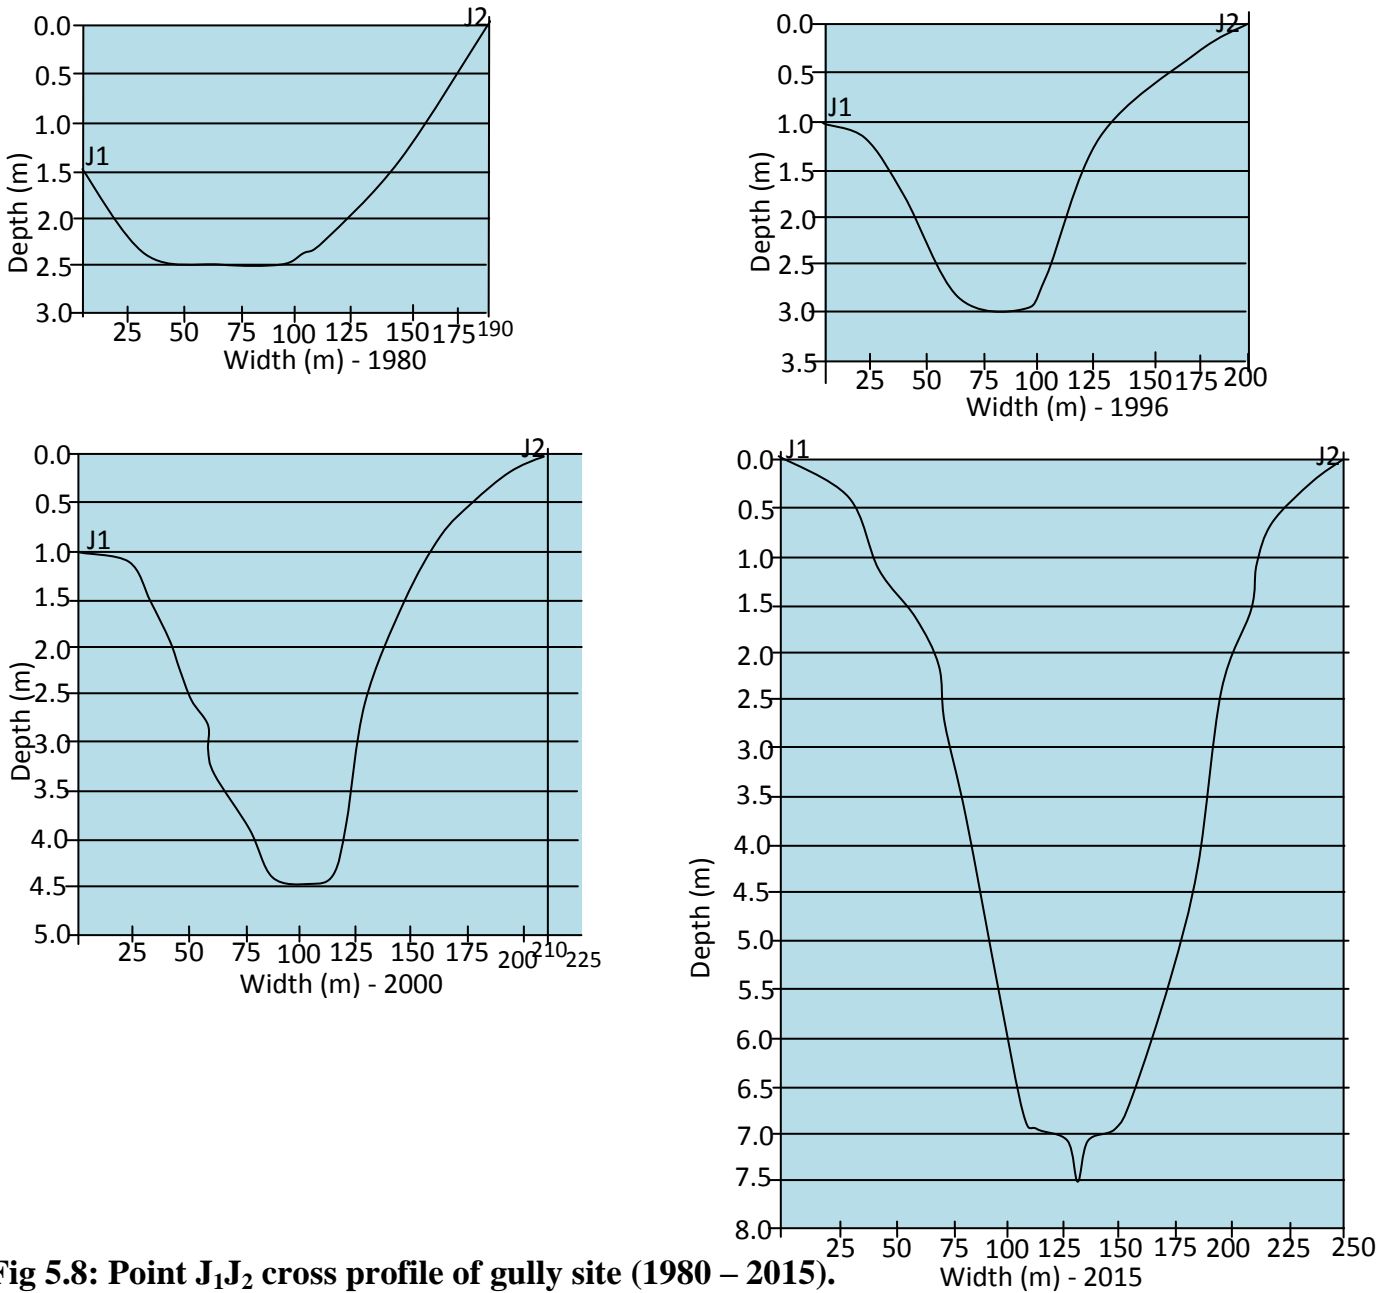 J2
0.0
0.5
1.0
J1
1.5
2.0
2.5
3.0
Depth (m)
25 50 75 100 125 150 175 190
Width (m) - 1980
J2
0.0
0.5
J1
1.0
1.5
2.0
2.5
3.0
3.5
Depth (m)
25 50 75 100 125 150 175 200
Width (m) - 1996
J2
0.0
0.5
J1
1.0
1.5
2.0
2.5
3.0
3.5
4.0
4.5
5.0
Depth (m)
25 50 75 100 125 150 175 200 210 225
Width (m) - 2000
J1 J2
0.0
0.5
1.0
1.5
2.0
2.5
3.0
3.5
4.0
4.5
5.0
5.5
6.0
6.5
7.0
7.5
8.0
Depth (m)
25 50 75 100 125 150 175 200 225 250
Width (m) - 2015
Fig 5.8: Point J₁J₂ cross profile of gully site (1980 – 2015).